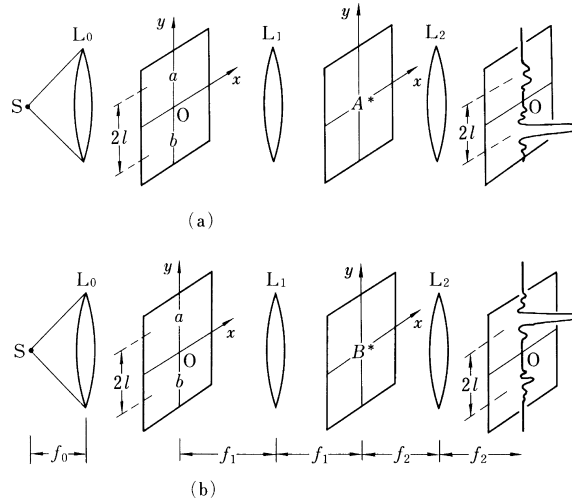 L₀ L₁ L₂
y y
a x x
S O A* O
b
2l 2l
(a)
L₀ L₁ L₂
y y
a x x
S O B* O
b
2l 2l
f₀ f₁ f₁ f₂ f₂
(b)